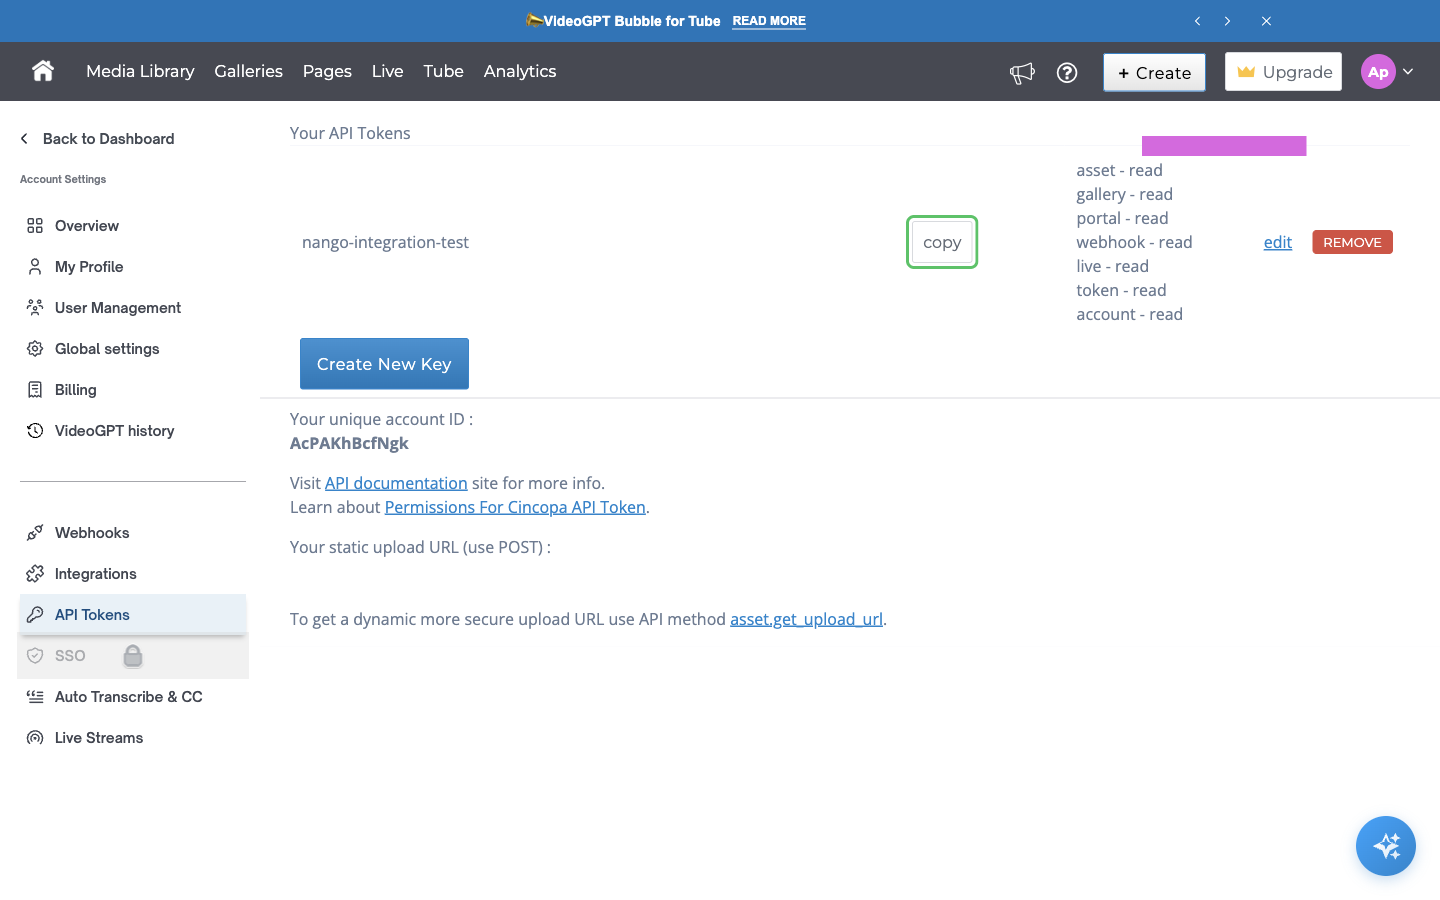 VideoGPT Bubble for Tube READ MORE
Media Library Galleries Pages Live Tube Analytics + Create Upgrade Ap
Back to Dashboard
Account Settings
Overview
My Profile
User Management
Global settings
Billing
VideoGPT history
Webhooks
Integrations
API Tokens
SSO
Auto Transcribe & CC
Live Streams
Your API Tokens
nango-integration-test copy
asset - read
gallery - read
portal - read
webhook - read
live - read
token - read
account - read
edit REMOVE
Create New Key
Your unique account ID :
AcPAKhBcfNgk
Visit API documentation site for more info.
Learn about Permissions For Cincopa API Token.
Your static upload URL (use POST) :
To get a dynamic more secure upload URL use API method asset.get_upload_url.